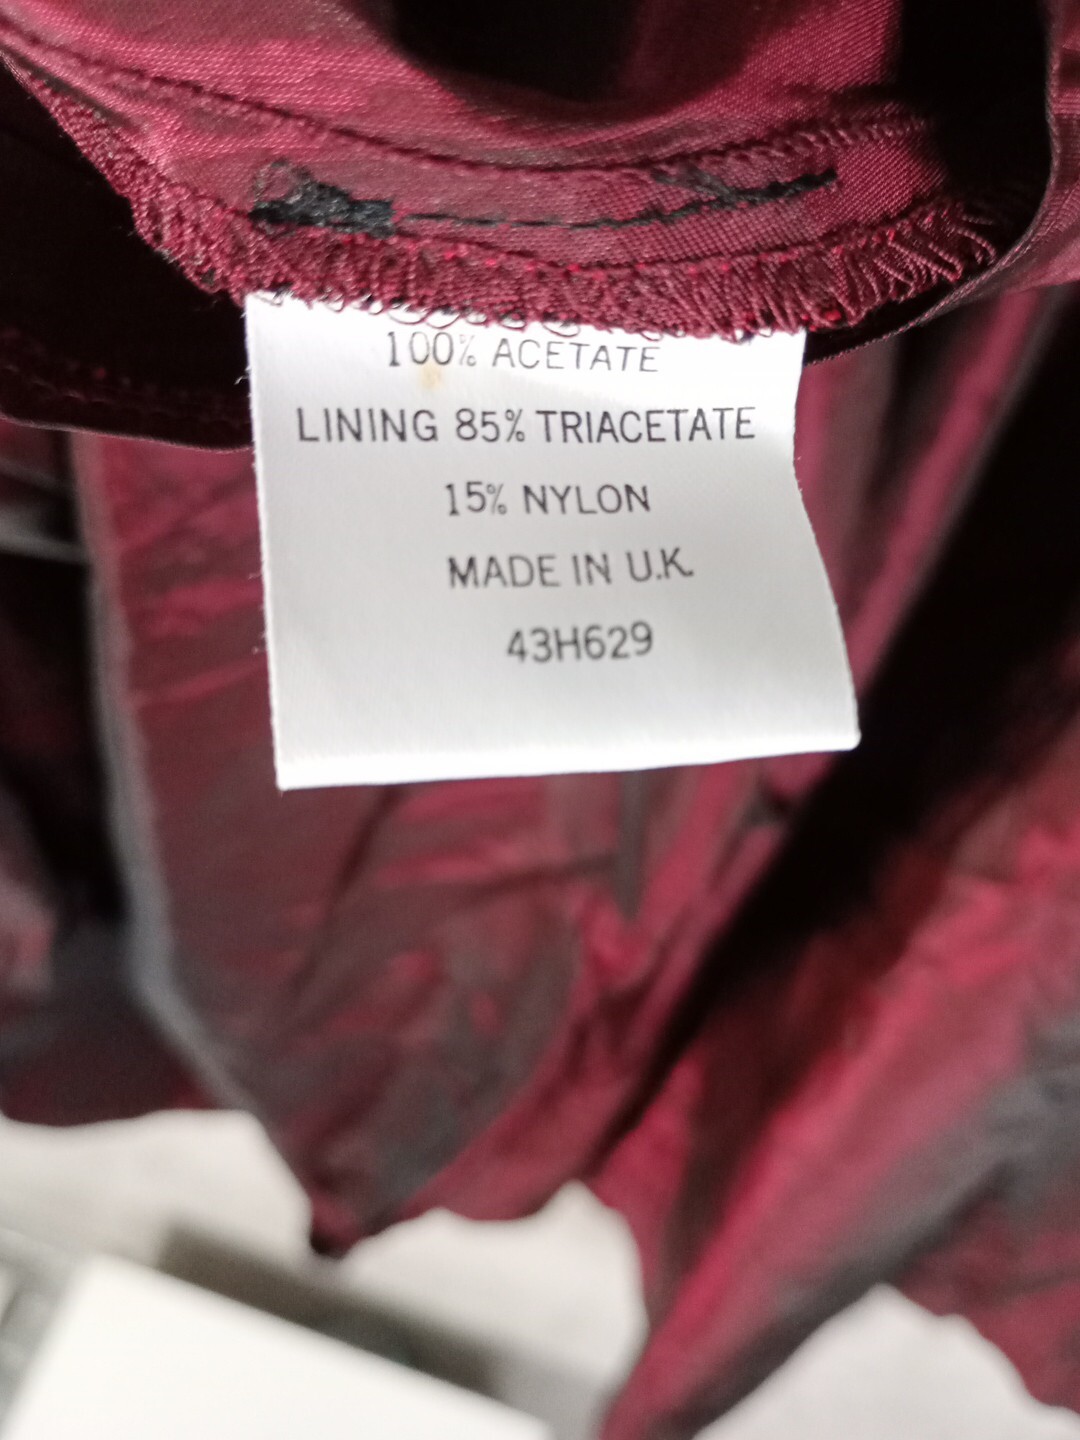 100% ACETATE
LINING 85% TRIACETATE
15% NYLON
MADE IN U.K.
43H629